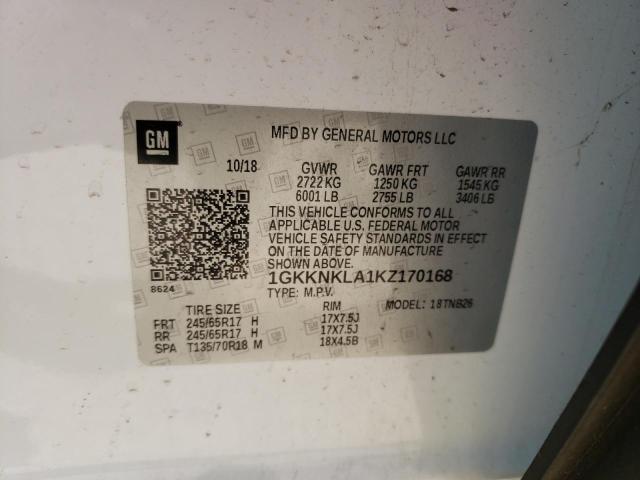 GM
MFD BY GENERAL MOTORS LLC
10/18 GVWR GAWR FRT GAWR RR
2722 KG 1250 KG 1545 KG
6001 LB 2755 LB 3406 LB
THIS VEHICLE CONFORMS TO ALL
APPLICABLE U.S. FEDERAL MOTOR
VEHICLE SAFETY STANDARDS IN EFFECT
ON THE DATE OF MANUFACTURE
SHOWN ABOVE.
8624
1GKKNKLA1KZ170168
TYPE: M.P.V. MODEL: 18TNB26
TIRE SIZE RIM
FRT 245/65R17 H 17X7.5J
RR 245/65R17 H 17X7.5J
SPA T135/70R18 M 18X4.5B